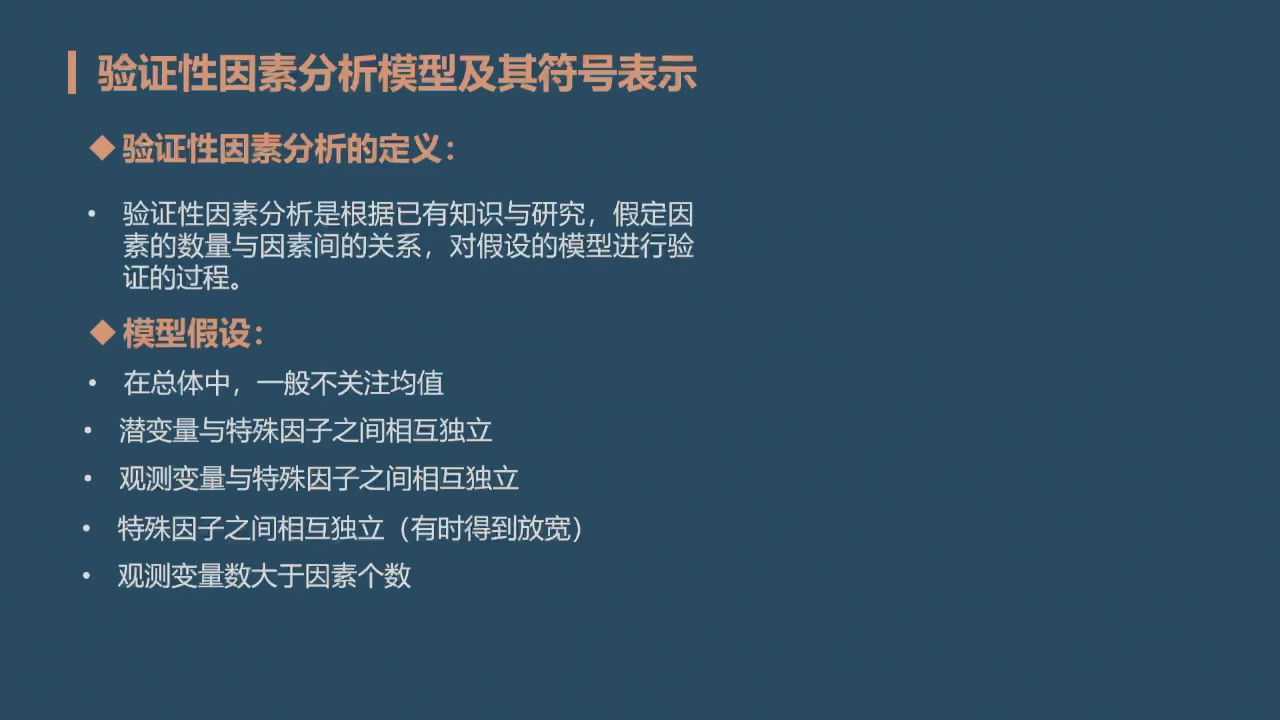 验证性因素分析模型及其符号表示
◆验证性因素分析的定义：
• 验证性因素分析是根据已有知识与研究，假定因
素的数量与因素间的关系，对假设的模型进行验
证的过程。
◆模型假设：
• 在总体中，一般不关注均值
• 潜变量与特殊因子之间相互独立
• 观测变量与特殊因子之间相互独立
• 特殊因子之间相互独立（有时得到放宽）
• 观测变量数大于因素个数